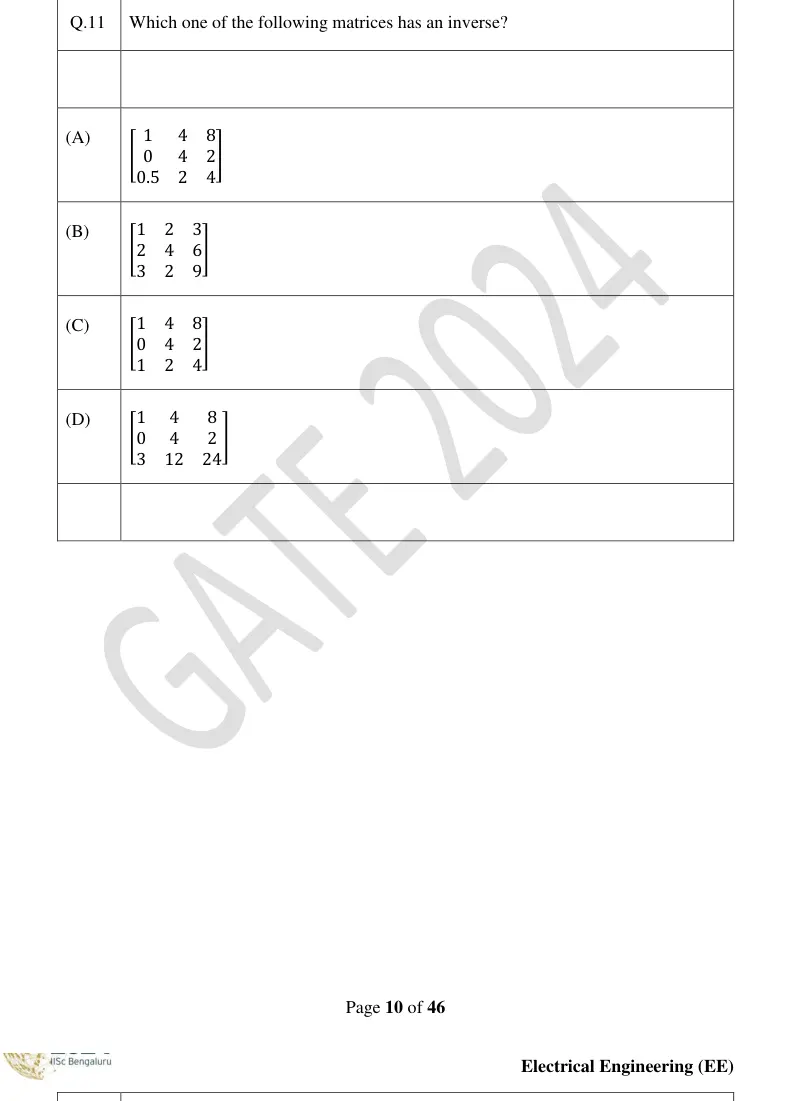 Q.11 Which one of the following matrices has an inverse?
(A)
1 4 8
0 4 2
0.5 2 4
(B)
1 2 3
2 4 6
3 2 9
(C)
1 4 8
0 4 2
1 2 4
(D)
1 4 8
0 4 2
3 12 24
GATE 2024
Page 10 of 46
IISc Bengaluru
Electrical Engineering (EE)